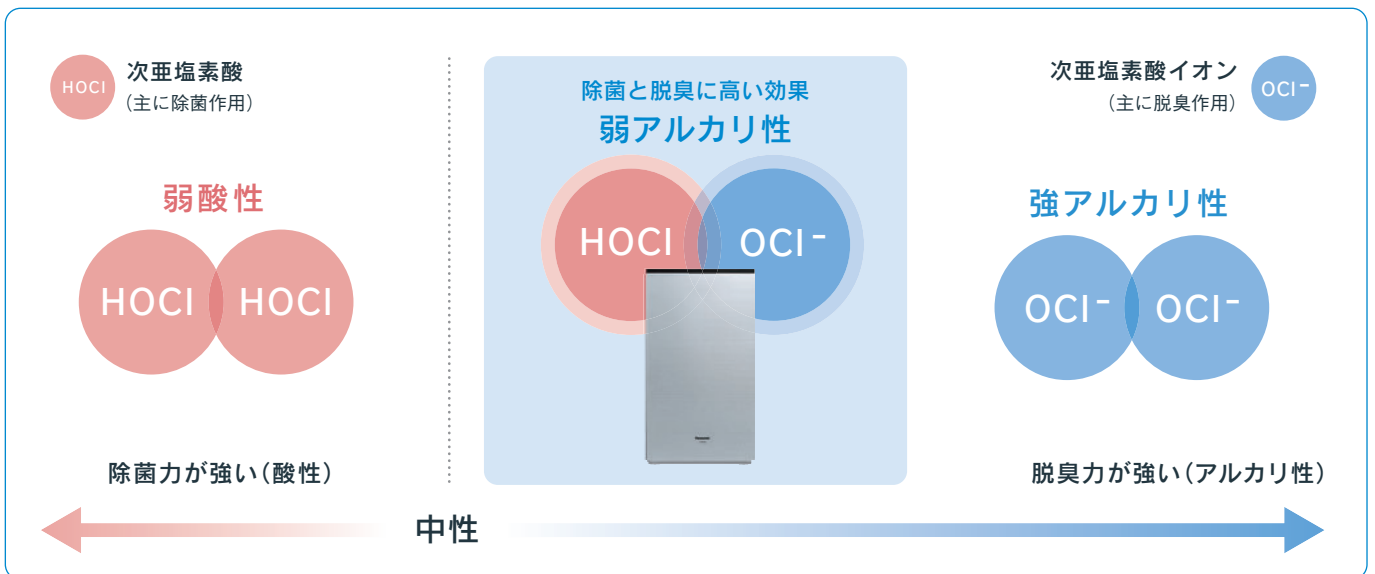 HOCl
次亜塩素酸
(主に除菌作用)
弱酸性
HOCl HOCl
除菌力が強い(酸性)
除菌と脱臭に高い効果
弱アルカリ性
HOCl OCl⁻
Panasonic
次亜塩素酸イオン
(主に脱臭作用)
OCl⁻
強アルカリ性
OCl⁻ OCl⁻
脱臭力が強い(アルカリ性)
中性